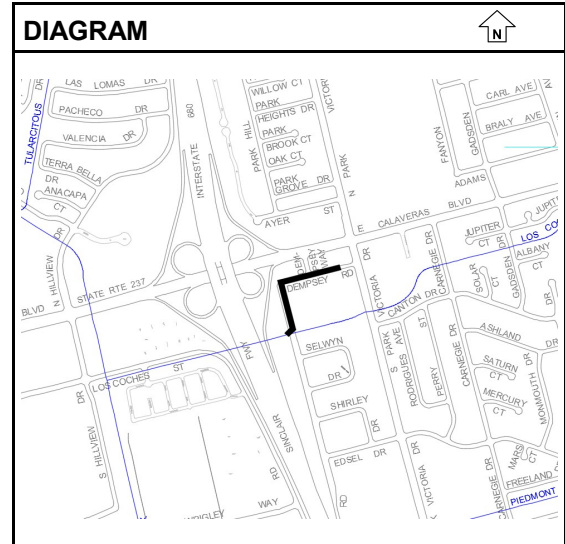 DIAGRAM
N
LAS LOMAS DR
PACHECO DR
VALENCIA DR
TERRA BELLA
DR
ANACAPA
CT
TULARCITOUS
DR
N HILLVIEW
BLVD
STATE RTE 237
INTERSTATE
680
WILLOW CT
PARK
HEIGHTS DR
PARK
BROOK CT
PARK
OAK CT
PARK
GROVE DR
PARK HILL
AYER ST
N PARK
E CALAVERAS BLVD
DEMPSEY RD
CARL AVE
BRALY AVE
FANYON
GADSDEN
ADAMS
JUPITER
CT
ALBANY
CT
GADSDEN
DR
SOLAR
CT
CARNEGIE DR
VICTORIA
DR
CANTON DR
S PARK
RODRIGUES AVE
PERRY ST
CARNEGIE DR
ASHLAND DR
SATURN
CT
MERCURY
CT
MONMOUTH DR
MARS
CT
FREELAND
PIEDMONT
CARNEGIE DR
SELWYN
DR
SHIRLEY
DR
EDSEL DR
VICTORIA
DR
RD
FWY
SINCLAIR
RD
LOS COCHES ST
S HILLVIEW
DR
WAY